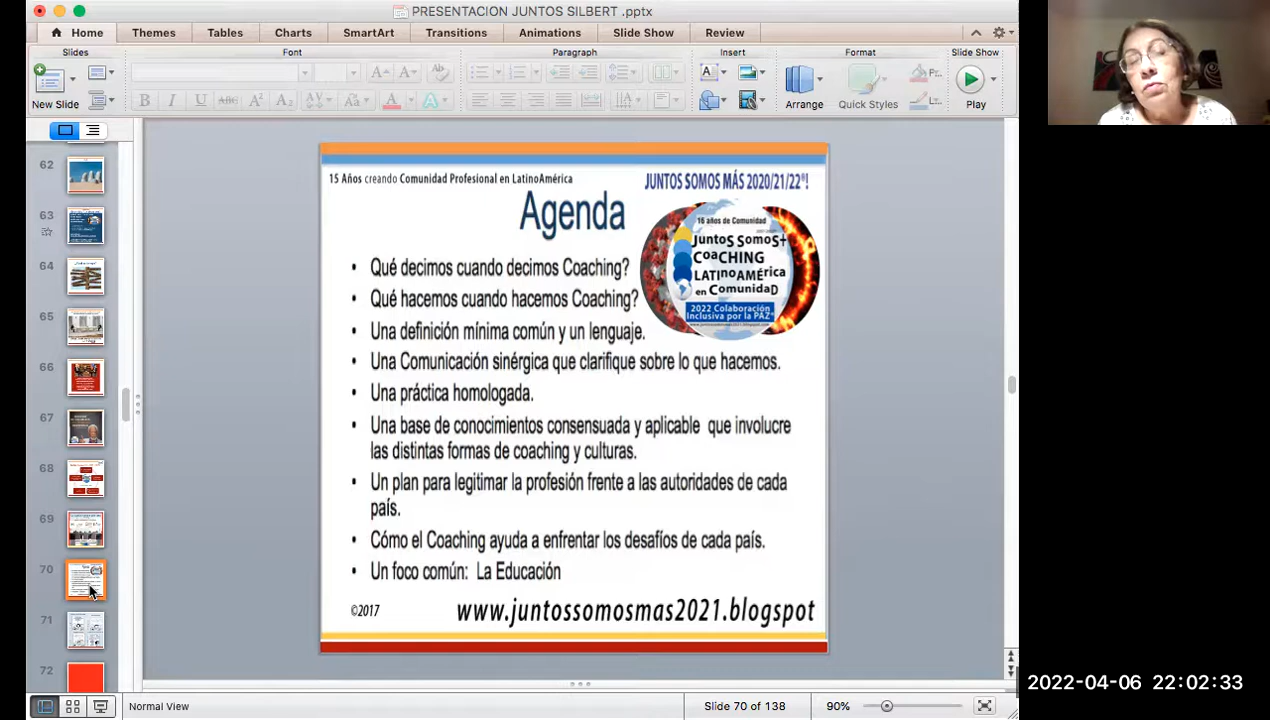 PRESENTACION JUNTOS SILBERT .pptx
Home
Themes
Tables
Charts
SmartArt
Transitions
Animations
Slide Show
Review
Slides
Font
Paragraph
Insert
Format
Slide Show
New Slide
Arrange
Quick Styles
Play
62
63
64
65
66
67
68
69
70
71
72
15 Años creando Comunidad Profesional en LatinoAmérica
JUNTOS SOMOS MÁS 2020/21/22®!
Agenda
16 años de Comunidad
JuntoS SomoS+
CoaCHING
LATINoAMÉrica
en ComunidaD
2022 Colaboración
Inclusiva por la PAZ®
• Qué decimos cuando decimos Coaching?
• Qué hacemos cuando hacemos Coaching?
• Una definición mínima común y un lenguaje.
• Una Comunicación sinérgica que clarifique sobre lo que hacemos.
• Una práctica homologada.
• Una base de conocimientos consensuada y aplicable que involucre
las distintas formas de coaching y culturas.
• Un plan para legitimar la profesión frente a las autoridades de cada
país.
• Cómo el Coaching ayuda a enfrentar los desafíos de cada país.
• Un foco común: La Educación
©2017
www.juntossomosmas2021.blogspot
Normal View
Slide 70 of 138
90%
2022-04-06 22:02:33